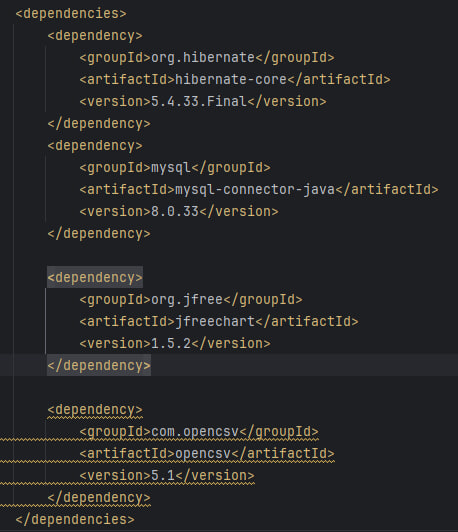 <dependencies>
<dependency>
<groupId>org.hibernate</groupId>
<artifactId>hibernate-core</artifactId>
<version>5.4.33.Final</version>
</dependency>
<dependency>
<groupId>mysql</groupId>
<artifactId>mysql-connector-java</artifactId>
<version>8.0.33</version>
</dependency>
<dependency>
<groupId>org.jfree</groupId>
<artifactId>jfreechart</artifactId>
<version>1.5.2</version>
</dependency>
<dependency>
<groupId>com.opencsv</groupId>
<artifactId>opencsv</artifactId>
<version>5.1</version>
</dependency>
</dependencies>